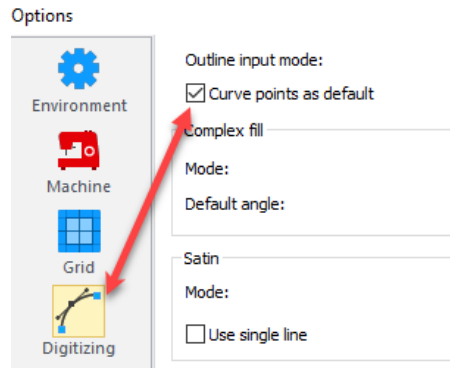 Options
Environment
Machine
Grid
Digitizing
Outline input mode:
Curve points as default
Complex fill
Mode:
Default angle:
Satin
Mode:
Use single line